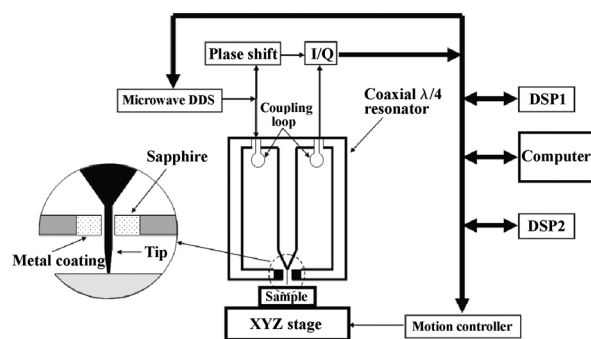 Plase shift
I/Q
Microwave DDS
Coupling
loop
Coaxial λ/4
resonator
DSP1
Computer
DSP2
Sapphire
Metal coating
Tip
Sample
XYZ stage
Motion controller